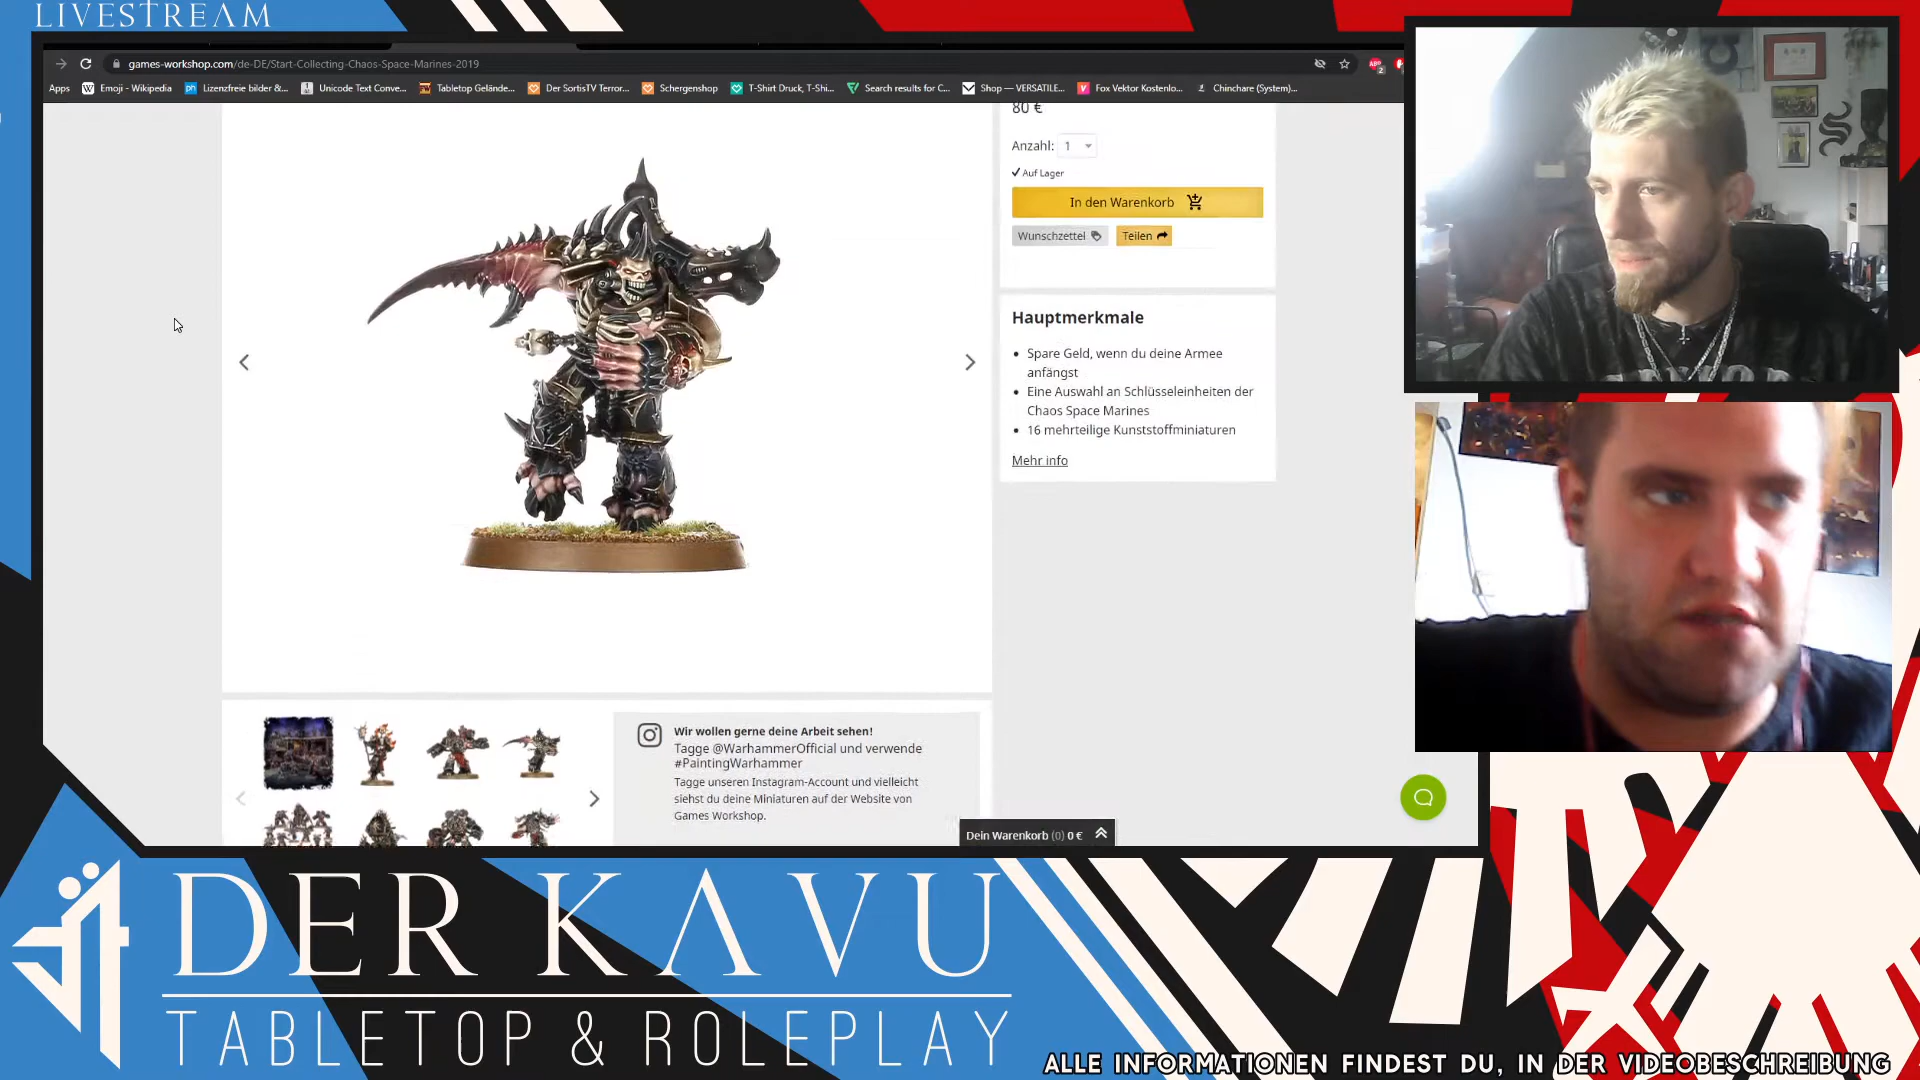 LIVESTREAM
games-workshop.com/de-DE/Start-Collecting-Chaos-Space-Marines-2019
Apps
Emoji - Wikipedia
Lizenzfreie bilder &...
Unicode Text Conve...
Tabletop Gelände...
Der SortisTV Terror...
Schergenshop
T-Shirt Druck, T-Shi...
Search results for C...
Shop — VERSATILE...
Fox Vektor Kostenlo...
Chinchare (System)...
80 €
Anzahl: 1
Auf Lager
In den Warenkorb
Wunschzettel
Teilen
Hauptmerkmale
Spare Geld, wenn du deine Armee
anfängst
Eine Auswahl an Schlüsseleinheiten der
Chaos Space Marines
16 mehrteilige Kunststoffminiaturen
Mehr info
Wir wollen gerne deine Arbeit sehen!
Tagge @WarhammerOfficial und verwende
#PaintingWarhammer
Tagge unseren Instagram-Account und vielleicht
siehst du deine Miniaturen auf der Website von
Games Workshop.
Dein Warenkorb (0) 0 €
DER KAVU
TABLETOP & ROLEPLAY
ALLE INFORMATIONEN FINDEST DU, IN DER VIDEOBESCHREIBUNG